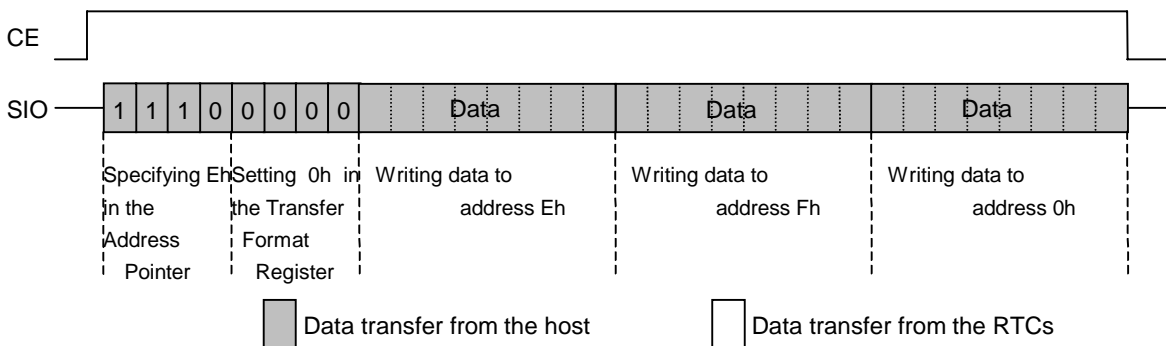 CE
SIO 1 1 1 0 0 0 0 0 Data Data Data
Specifying Eh Setting 0h in Writing data to Writing data to Writing data to
in the the Transfer address Eh address Fh address 0h
Address Format
Pointer Register
Data transfer from the host Data transfer from the RTCs